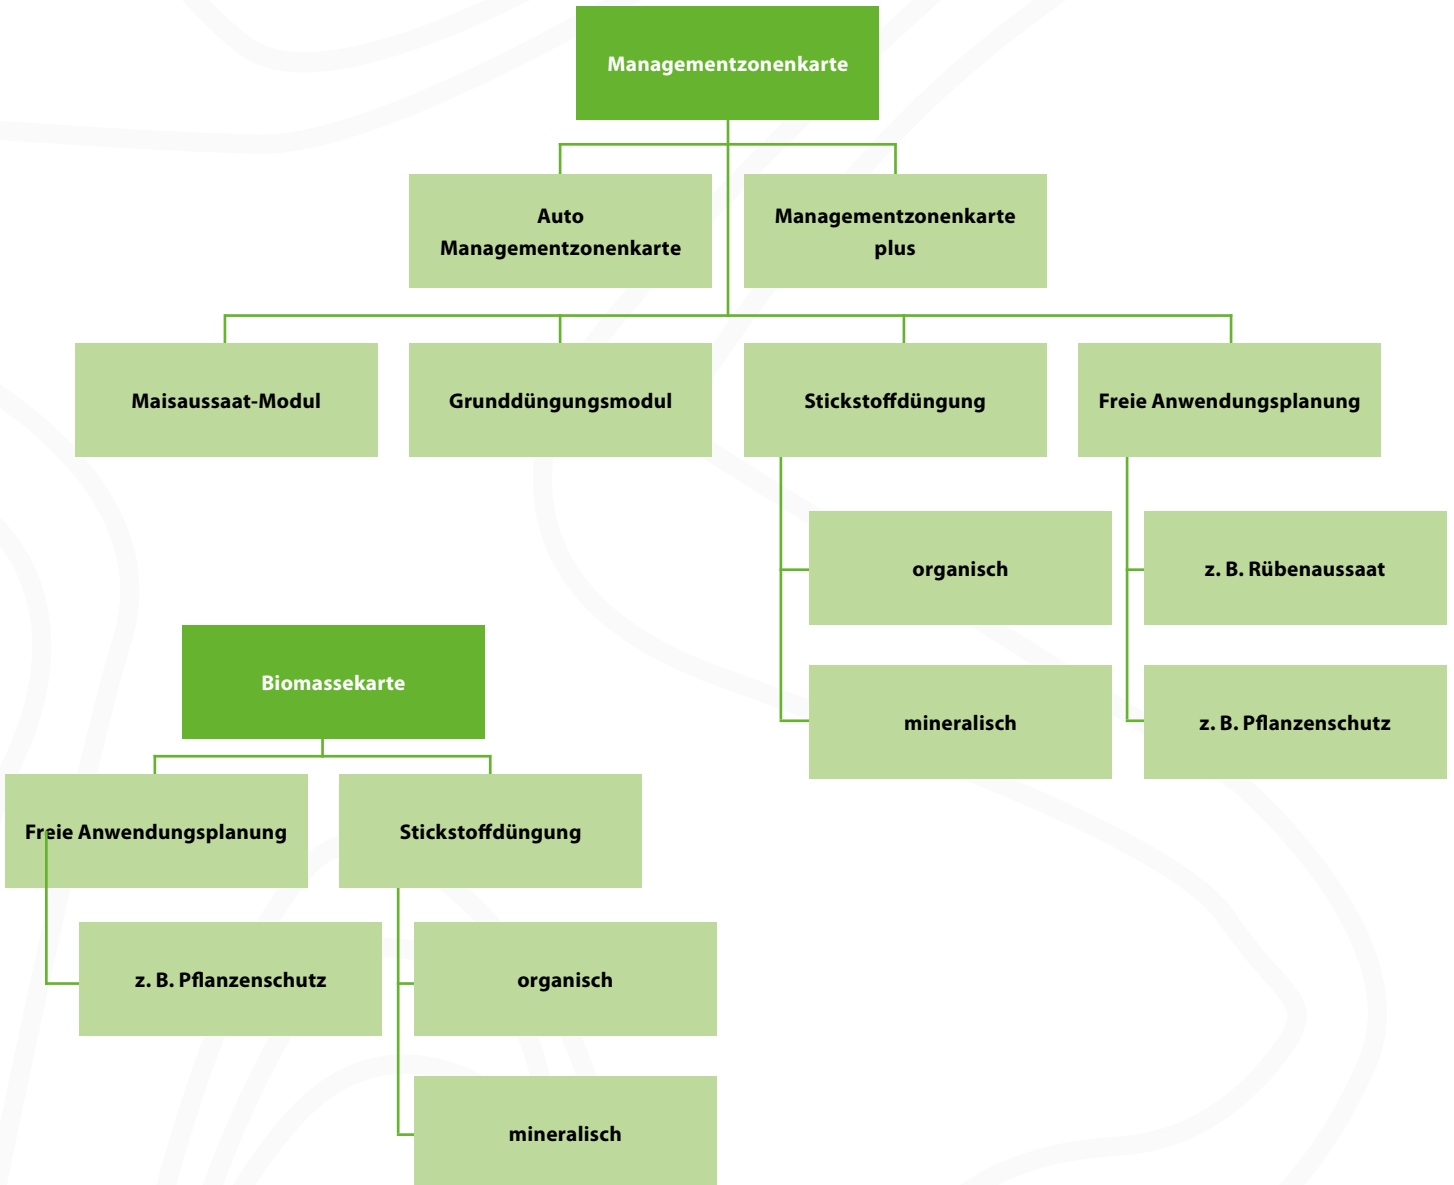 Managementzonenkarte
Auto
Managementzonenkarte
Managementzonenkarte
plus
Maisaussaat-Modul
Grunddüngungsmodul
Stickstoffdüngung
Freie Anwendungsplanung
organisch
z. B. Rübenaussaat
mineralisch
z. B. Pflanzenschutz
Biomassekarte
Freie Anwendungsplanung
Stickstoffdüngung
z. B. Pflanzenschutz
organisch
mineralisch